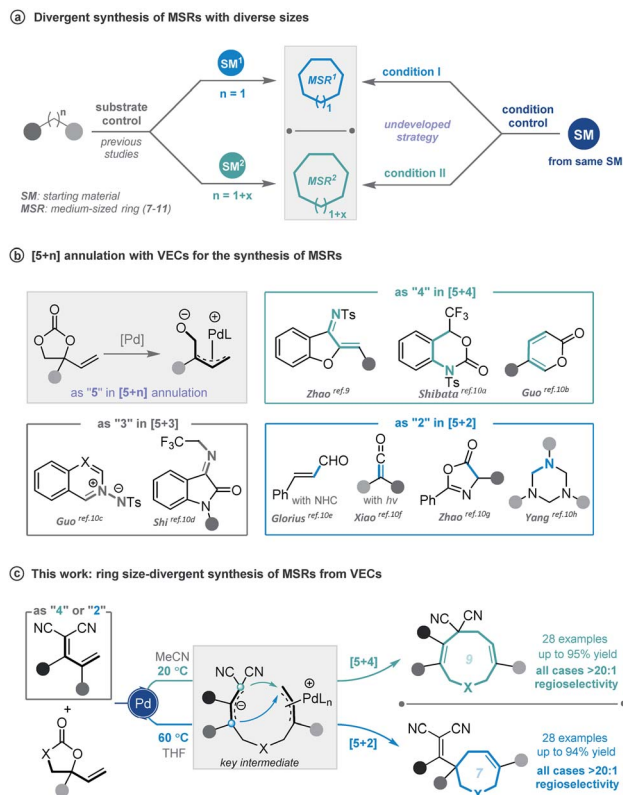 a Divergent synthesis of MSRs with diverse sizes
n
substrate
control
previous
studies
SM¹
n = 1
MSR¹
1
SM²
n = 1+x
MSR²
1+x
condition I
undeveloped
strategy
condition II
condition
control
SM
from same SM
SM: starting material
MSR: medium-sized ring (7-11)
b [5+n] annulation with VECs for the synthesis of MSRs
O
O
O
[Pd]
⊖O
⊕
PdL
as "5" in [5+n] annulation
as "4" in [5+4]
NTs
O
Zhao ref.9
CF₃
O
N
O
Ts
Shibata ref.10a
O
O
Guo ref.10b
as "3" in [5+3]
X
⊕
N
⊖
NTs
Guo ref.10c
F₃C
N
O
N
Shi ref.10d
as "2" in [5+2]
CHO
Ph
with NHC
Glorius ref.10e
O
C
with hv
Xiao ref.10f
O
O
Ph
N
Zhao ref.10g
N
N
N
Yang ref.10h
c This work: ring size-divergent synthesis of MSRs from VECs
as "4" or "2"
NC
CN
+
O
X
O
Pd
MeCN
20 °C
60 °C
THF
NC
CN
⊖
⊕
PdLₙ
X
key intermediate
[5+4]
[5+2]
NC
CN
9
X
28 examples
up to 95% yield
all cases >20:1
regioselectivity
NC
CN
7
X
28 examples
up to 94% yield
all cases >20:1
regioselectivity